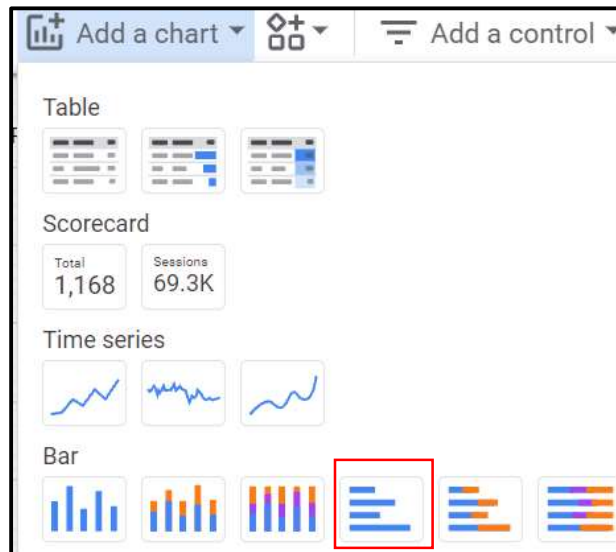 Add a chart
Add a control
Table
Scorecard
Total
1,168
Sessions
69.3K
Time series
Bar